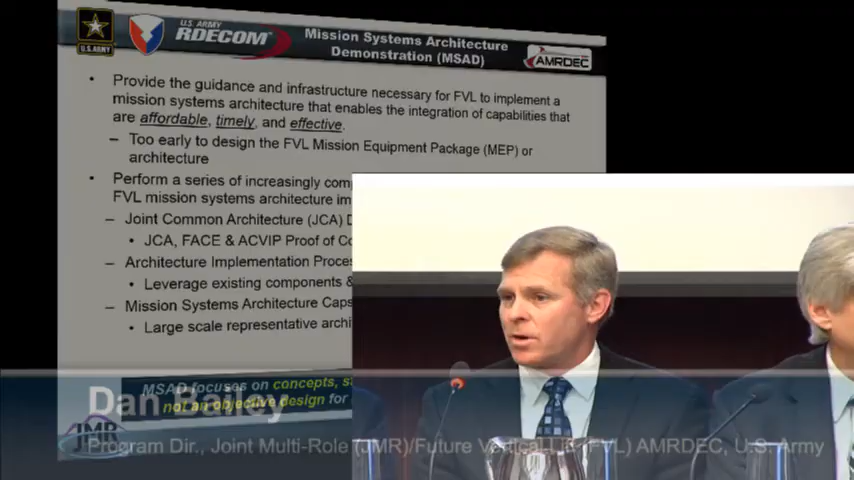 U.S. ARMY
U.S. ARMY
RDECOM
Mission Systems Architecture
Demonstration (MSAD)
AMRDEC
• Provide the guidance and infrastructure necessary for FVL to implement a
mission systems architecture that enables the integration of capabilities that
are affordable, timely, and effective.
– Too early to design the FVL Mission Equipment Package (MEP) or
architecture
• Perform a series of increasingly
FVL mission systems architecture
– Joint Common Architecture (JCA)
• JCA, FACE & ACVIP Proof of
– Architecture Implementation
• Leverage existing components &
– Mission Systems Architecture
• Large scale representative
MSAD focuses on concepts,
not an objective design for
Dan Bailey
JMR
Program Dir., Joint Multi-Role (JMR)/Future Vertical Lift (FVL) AMRDEC, U.S. Army